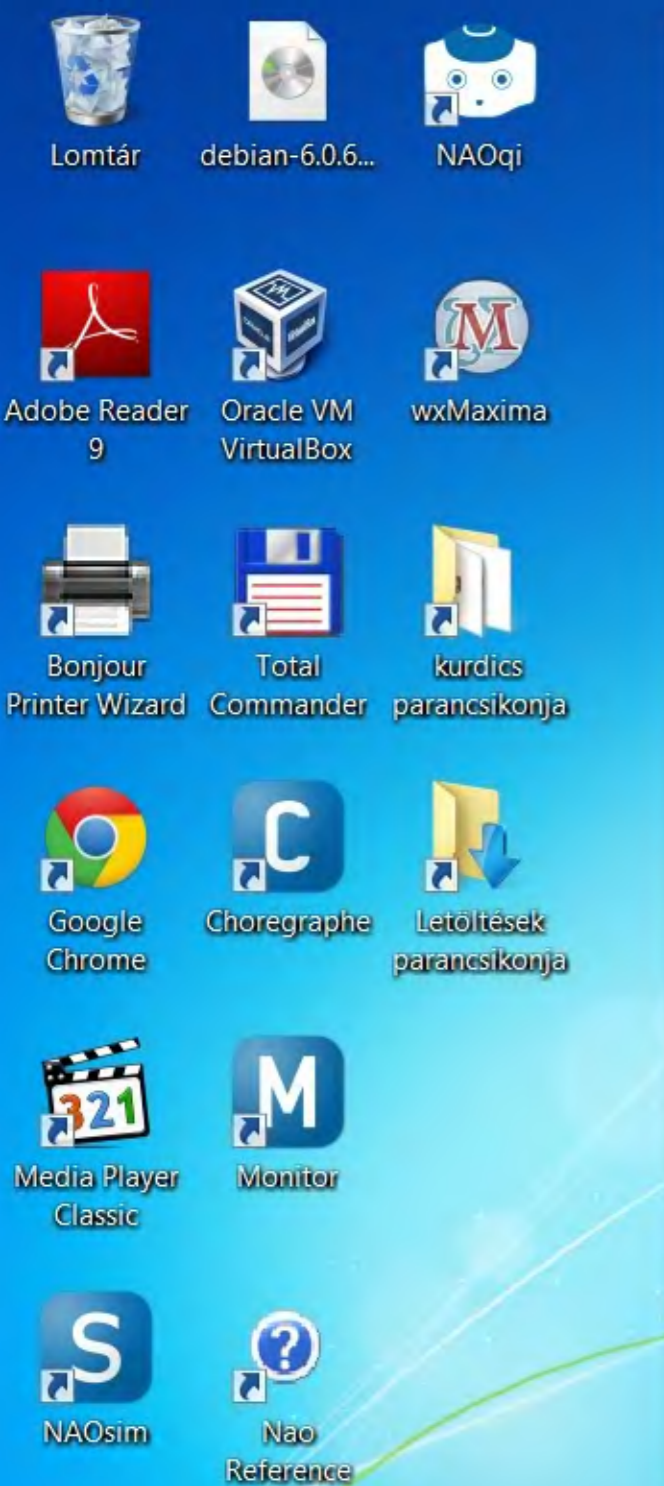 Lomtár
debian-6.0.6...
NAOqi
Adobe Reader
9
Oracle VM
VirtualBox
wxMaxima
Bonjour
Printer Wizard
Total
Commander
kurdics
parancsikonja
C
Google
Chrome
Choregraphe
Letöltések
parancsikonja
321
M
Media Player
Classic
Monitor
S
NAOsim
?
Nao
Reference